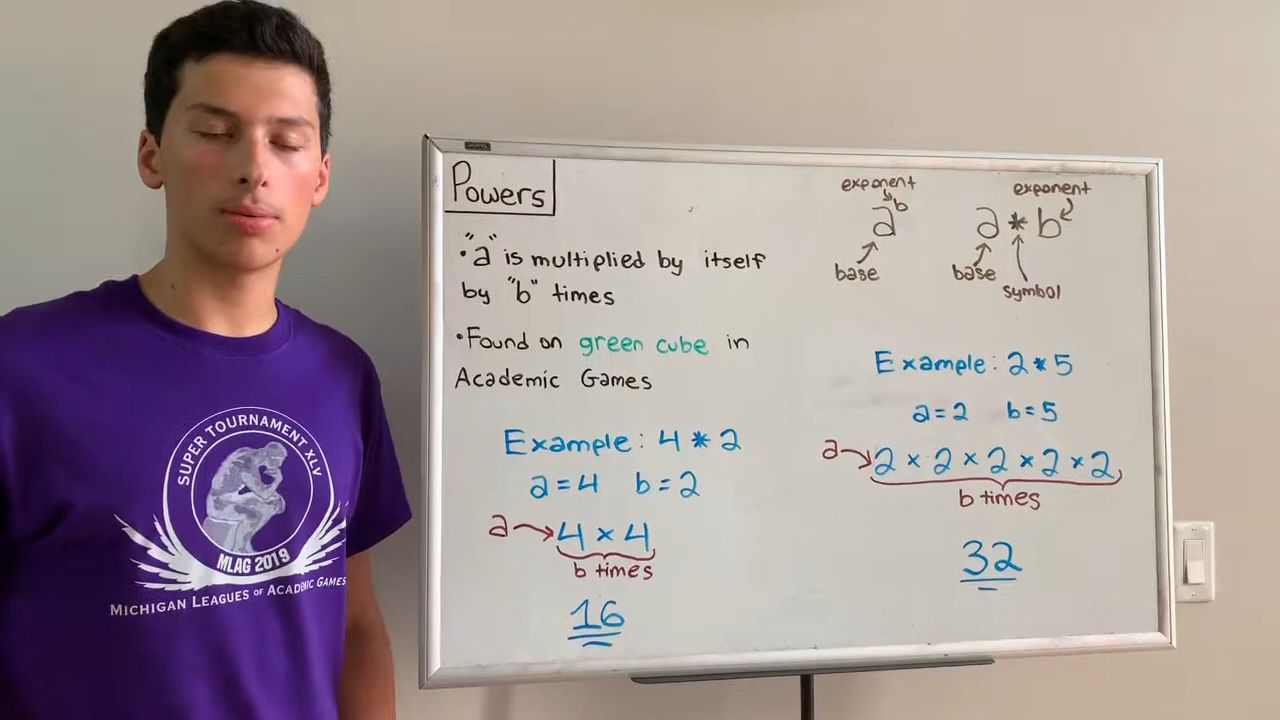 Powers
• "a" is multiplied by itself
by "b" times
• Found on green cube in
Academic Games
Example: 4 * 2
a=4 b=2
a → 4 × 4
b times
16
exponent
a^b
base
exponent
a * b
base
symbol
Example: 2 * 5
a=2 b=5
a → 2 × 2 × 2 × 2 × 2
b times
32
SUPER TOURNAMENT XLV
MLAG 2019
MICHIGAN LEAGUES OF ACADEMIC GAMES